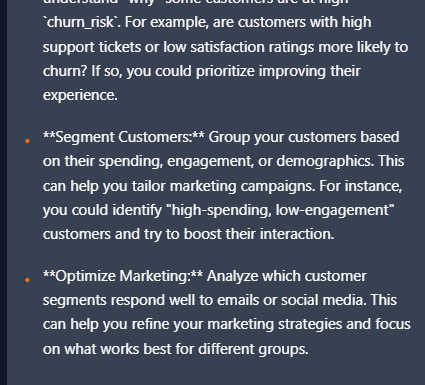 `churn_risk`. For example, are customers with high
support tickets or low satisfaction ratings more likely to
churn? If so, you could prioritize improving their
experience.
**Segment Customers:** Group your customers based
on their spending, engagement, or demographics. This
can help you tailor marketing campaigns. For instance,
you could identify "high-spending, low-engagement"
customers and try to boost their interaction.
**Optimize Marketing:** Analyze which customer
segments respond well to emails or social media. This
can help you refine your marketing strategies and focus
on what works best for different groups.